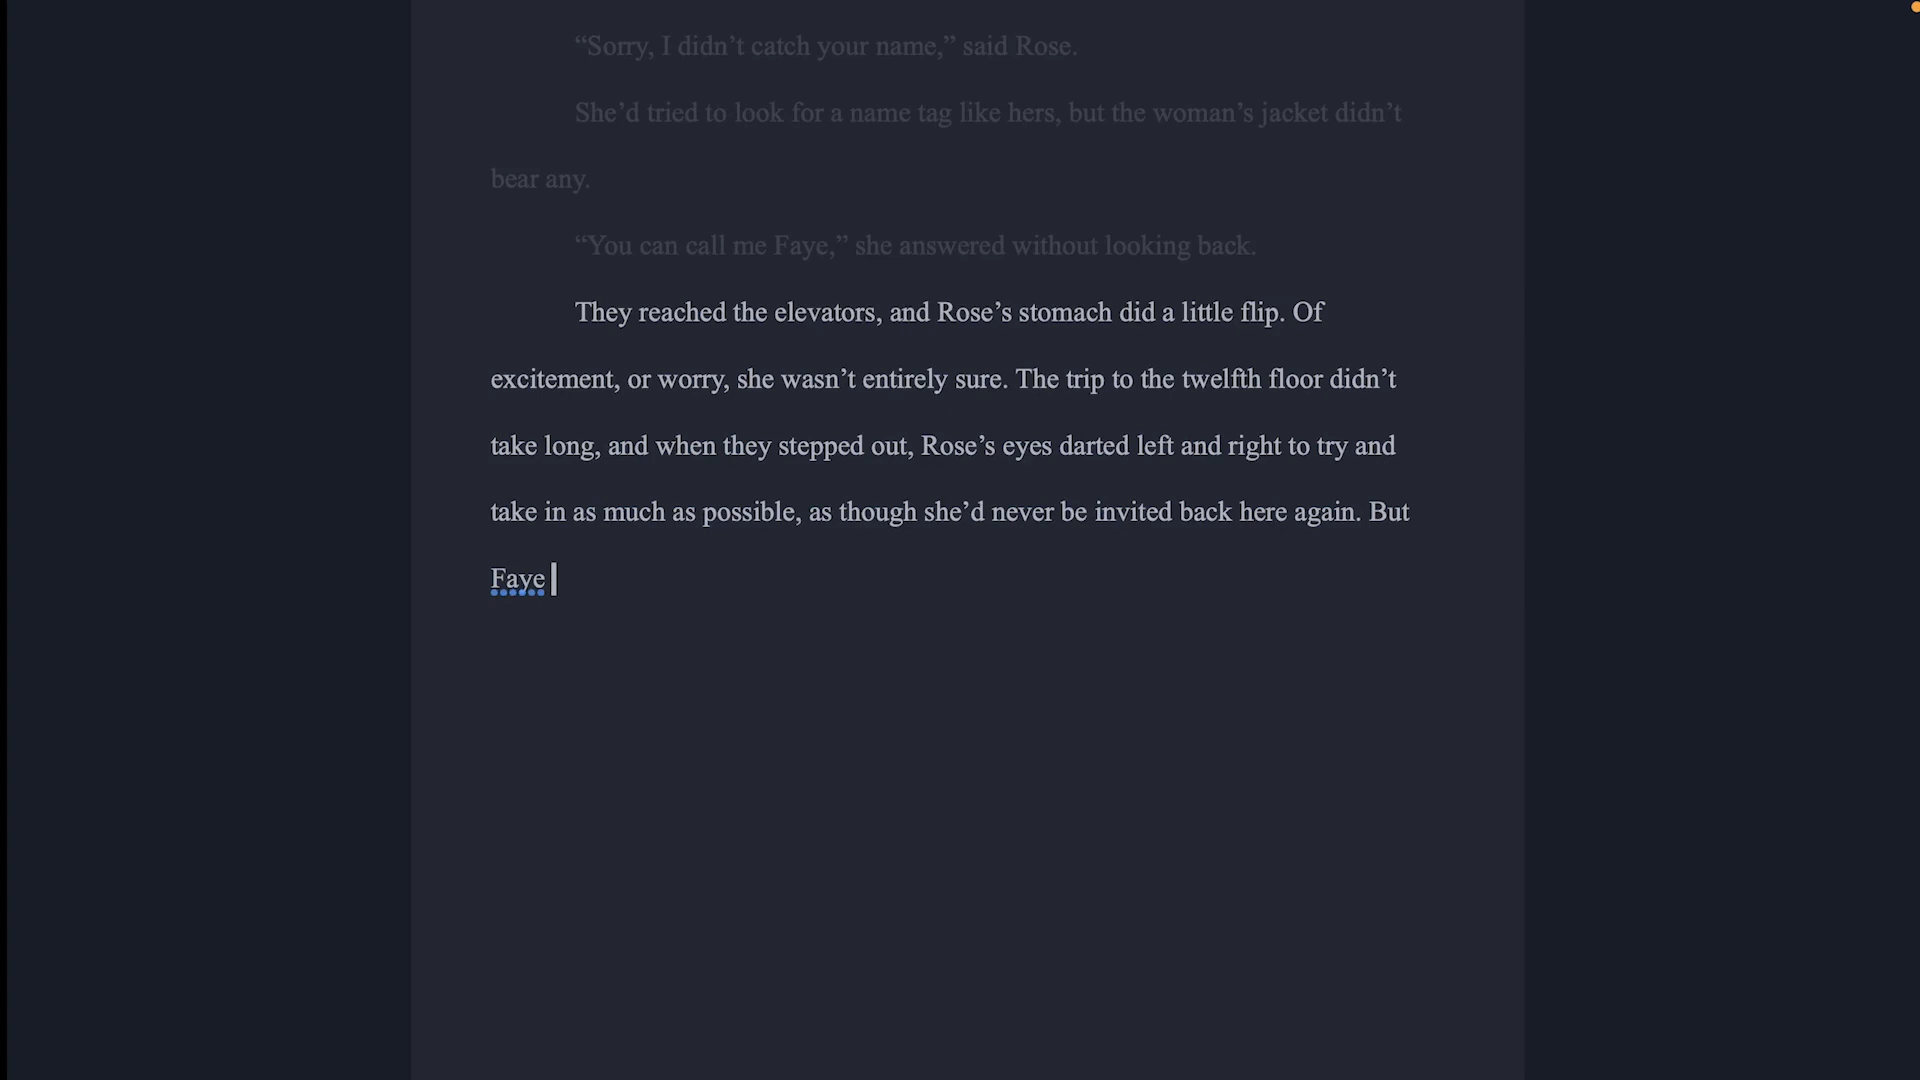 “Sorry, I didn’t catch your name,” said Rose.
She’d tried to look for a name tag like hers, but the woman’s jacket didn’t
bear any.
“You can call me Faye,” she answered without looking back.
They reached the elevators, and Rose’s stomach did a little flip. Of
excitement, or worry, she wasn’t entirely sure. The trip to the twelfth floor didn’t
take long, and when they stepped out, Rose’s eyes darted left and right to try and
take in as much as possible, as though she’d never be invited back here again. But
Faye